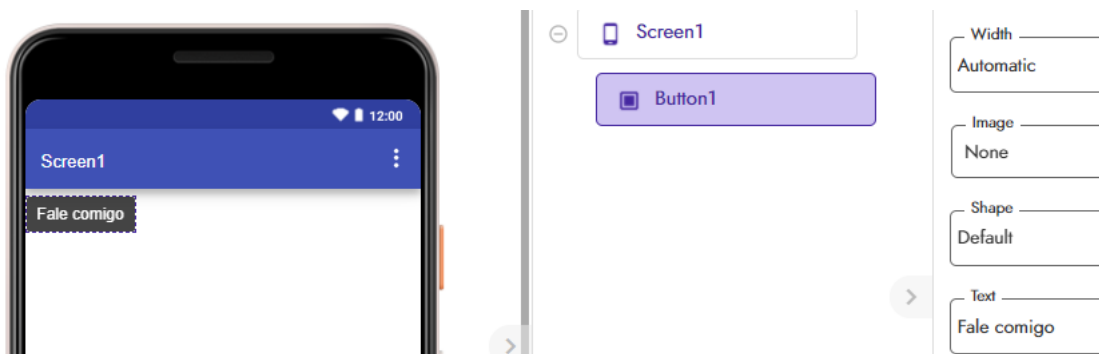 12:00
Screen1
Fale comigo
Screen1
Button1
Width
Automatic
Image
None
Shape
Default
Text
Fale comigo